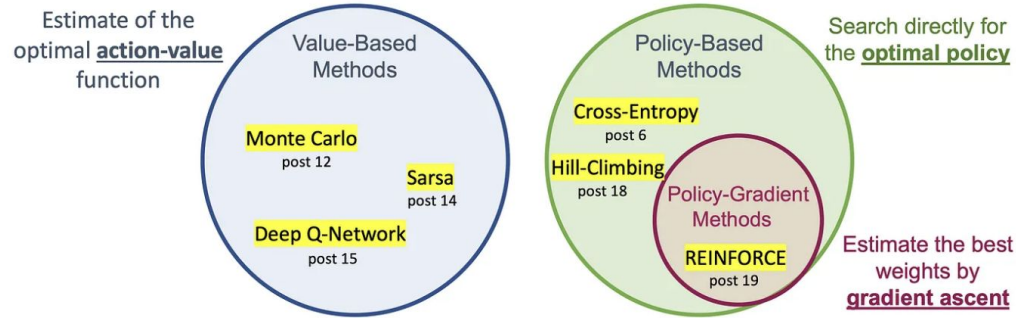 Estimate of the
optimal action-value
function
Value-Based
Methods
Monte Carlo
post 12
Sarsa
post 14
Deep Q-Network
post 15
Policy-Based
Methods
Cross-Entropy
post 6
Hill-Climbing
post 18
Policy-Gradient
Methods
REINFORCE
post 19
Search directly for
the optimal policy
Estimate the best
weights by
gradient ascent